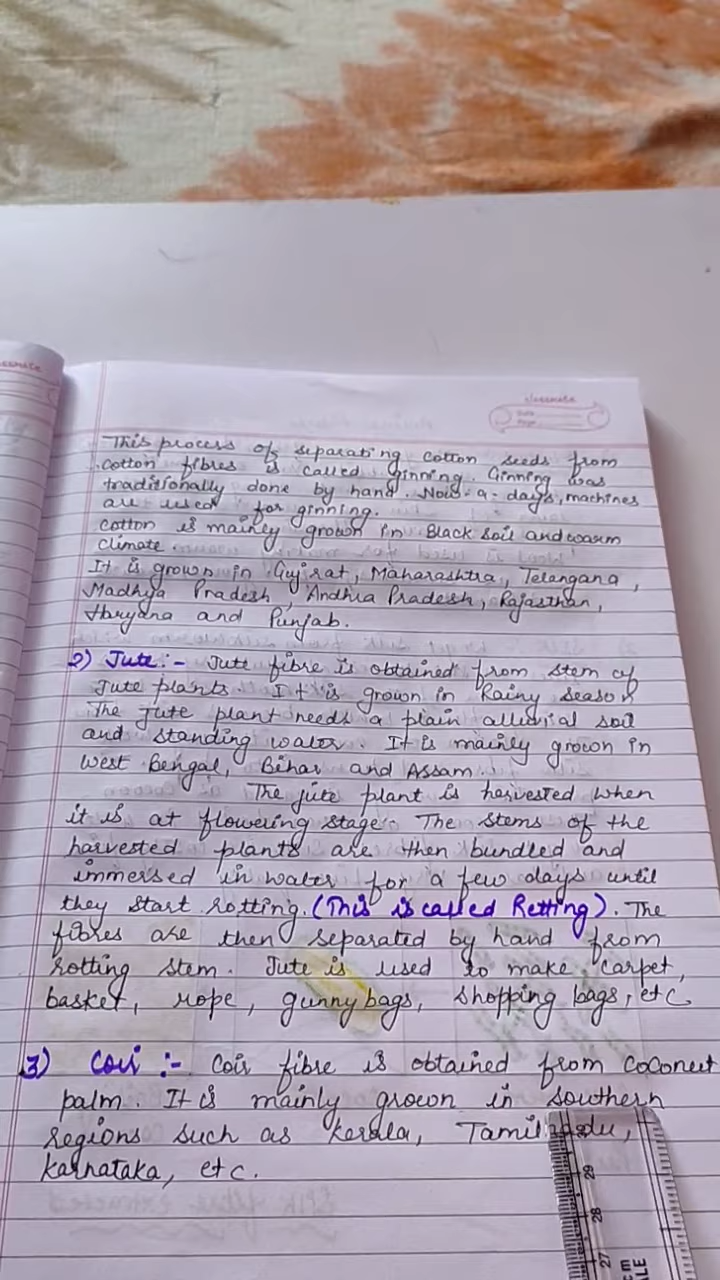 classmate
classmate
Date
Page
This process of separating cotton seeds from
cotton fibres is called ginning. Ginning was
traditionally done by hand. Now-a-days, machines
are used for ginning.
cotton is mainly grown in Black soil and warm
climate.
It is grown in Gujrat, Maharashtra, Telangana,
Madhya Pradesh, Andhra Pradesh, Rajasthan,
Haryana and Punjab.
2) Jute:- Jute fibre is obtained from stem of
Jute plants. It is grown in Rainy season
The Jute plant needs a plain alluvial soil
and standing water. It is mainly grown in
West Bengal, Bihar and Assam.
The jute plant is harvested when
it is at flowering stage. The stems of the
harvested plants are then bundled and
immersed in water for a few days until
they start rotting. (This is called Retting). The
fibres are then separated by hand from
rotting stem. Jute is used to make carpet,
basket, rope, gunny bags, shopping bags, etc
3) Coir :- Coir fibre is obtained from coconut
palm. It is mainly grown in southern
regions such as Kerala, Tamilnadu,
Karnataka, etc.
29
28
27